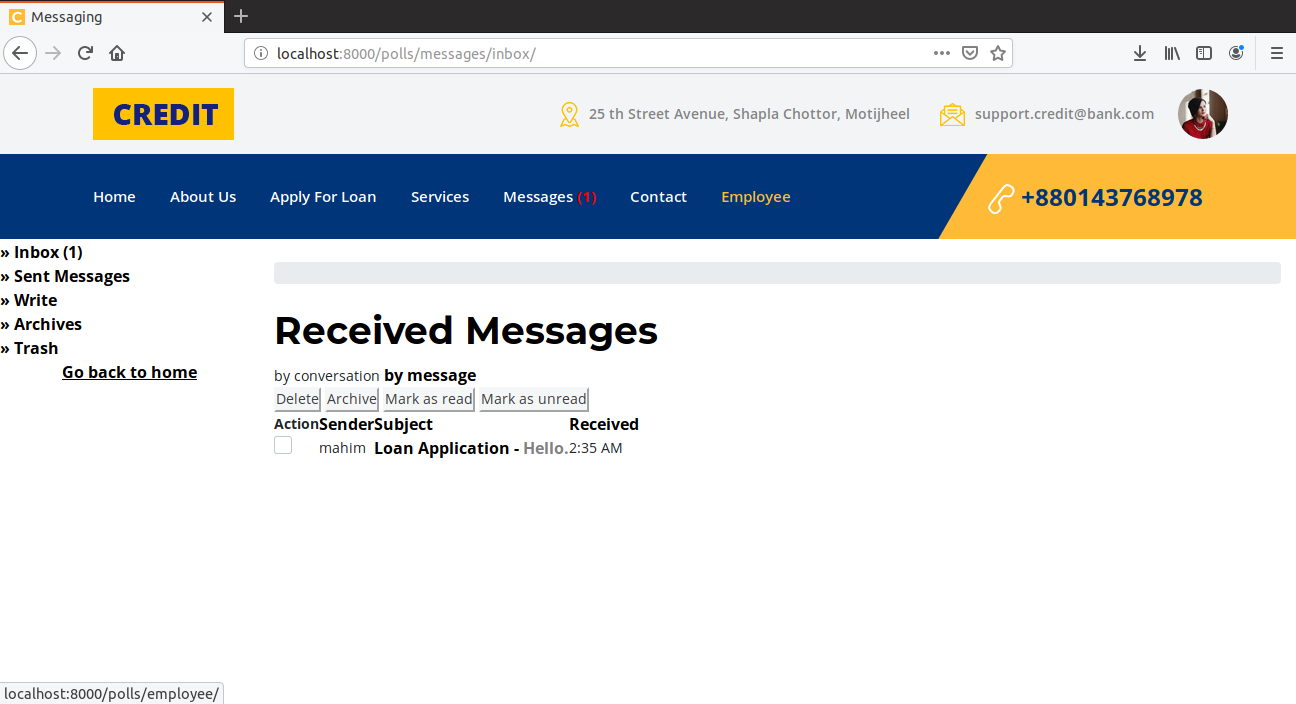 Messaging
localhost:8000/polls/messages/inbox/
CREDIT
25 th Street Avenue, Shapla Chottor, Motijheel
support.credit@bank.com
Home About Us Apply For Loan Services Messages (1) Contact Employee
+880143768978
» Inbox (1)
» Sent Messages
» Write
» Archives
» Trash
Go back to home
Received Messages
by conversation by message
Delete Archive Mark as read Mark as unread
Action Sender Subject Received
mahim Loan Application - Hello. 2:35 AM
localhost:8000/polls/employee/